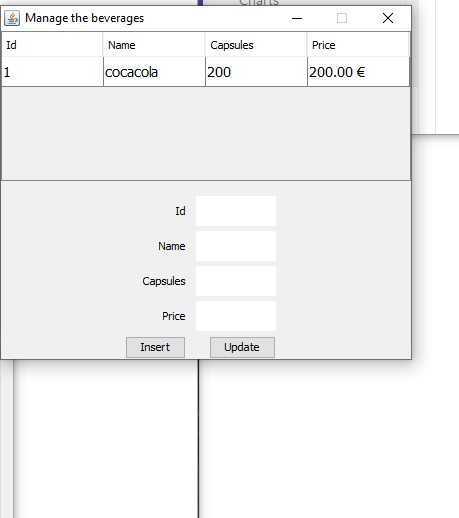 Charts
Manage the beverages
Id Name Capsules Price
1 cocacola 200 200.00 €
Id
Name
Capsules
Price
Insert Update